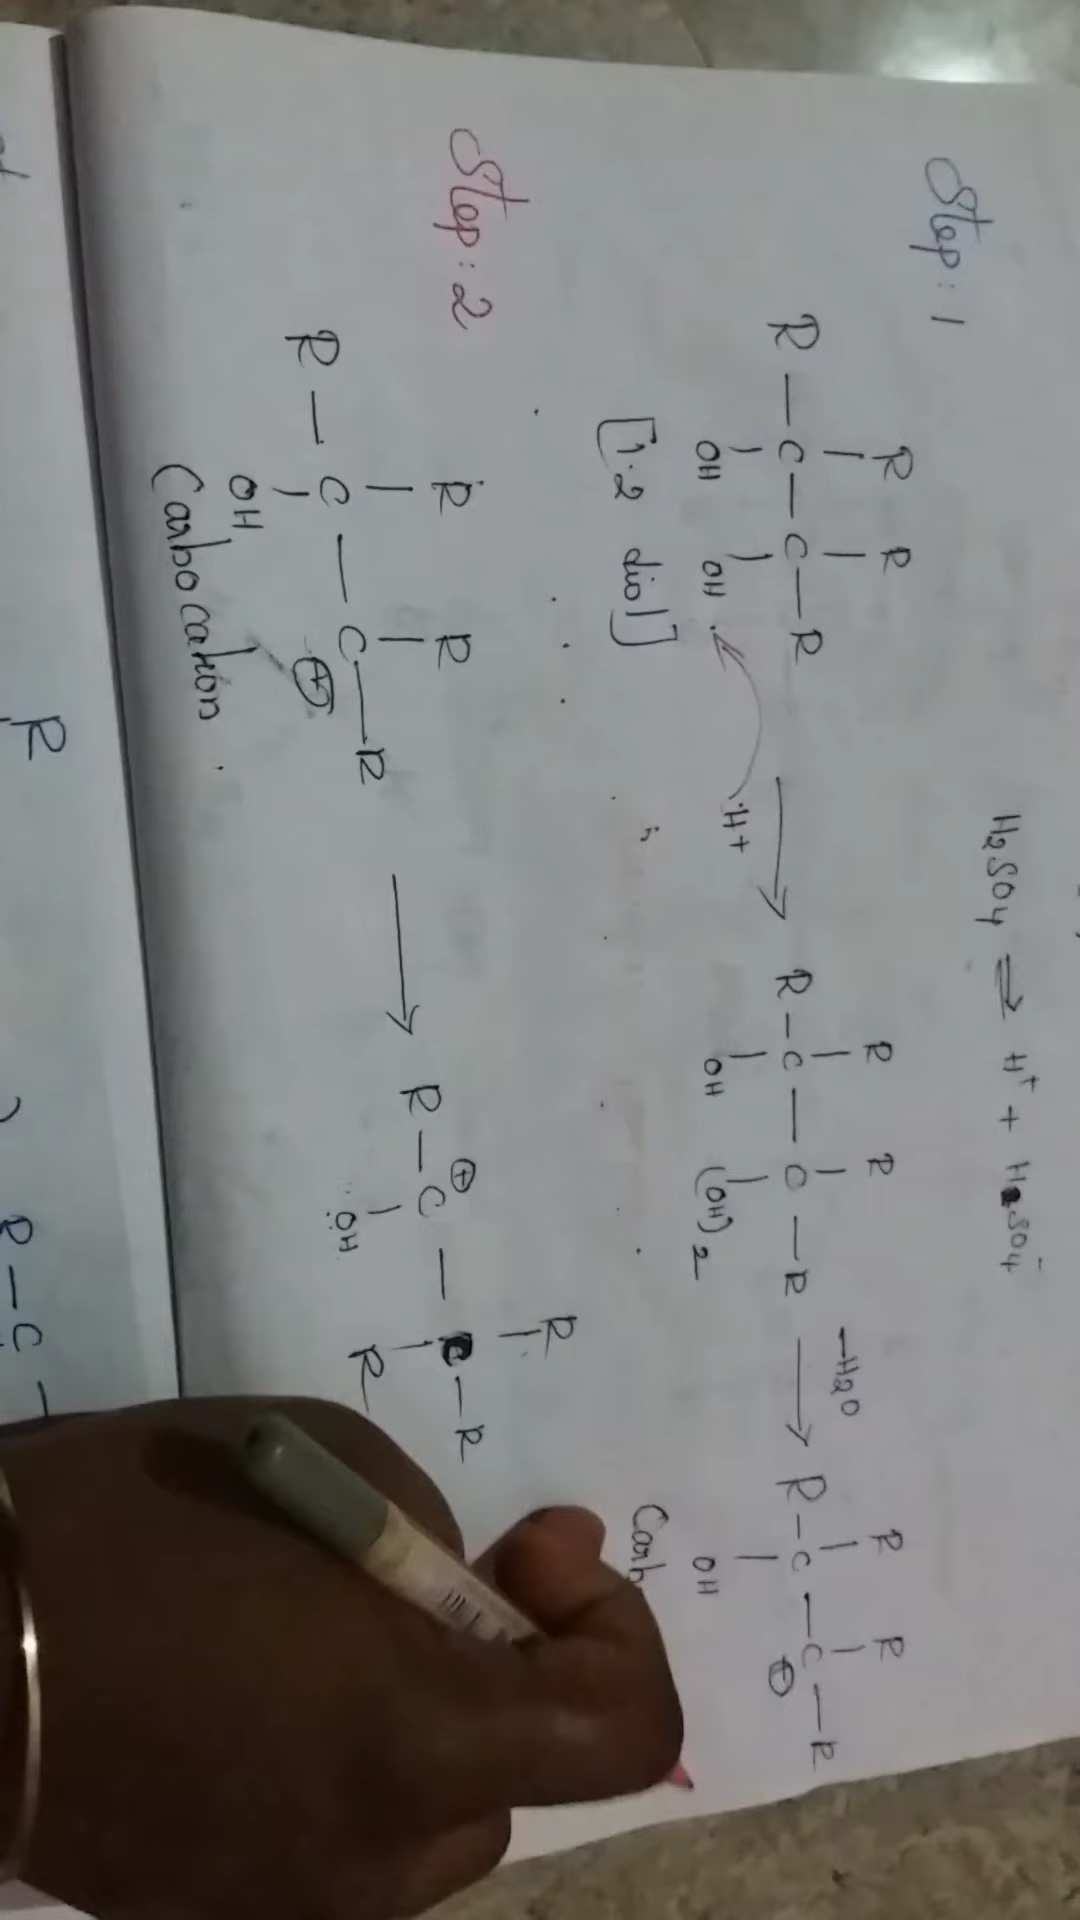 H2SO4 ⇌ H+ + HSO4-
Step: 1
R R R R -H2O R R
R — C — C — R → R — C — C — R → R — C — C — R
OH OH H+ OH (OH)2 OH ⊕
[1.2 diol]
Step: 2
R R ⊕ R
R — C — C — R → R — C — C — R
OH ⊕ OH R
Carbocation
R
R — C —